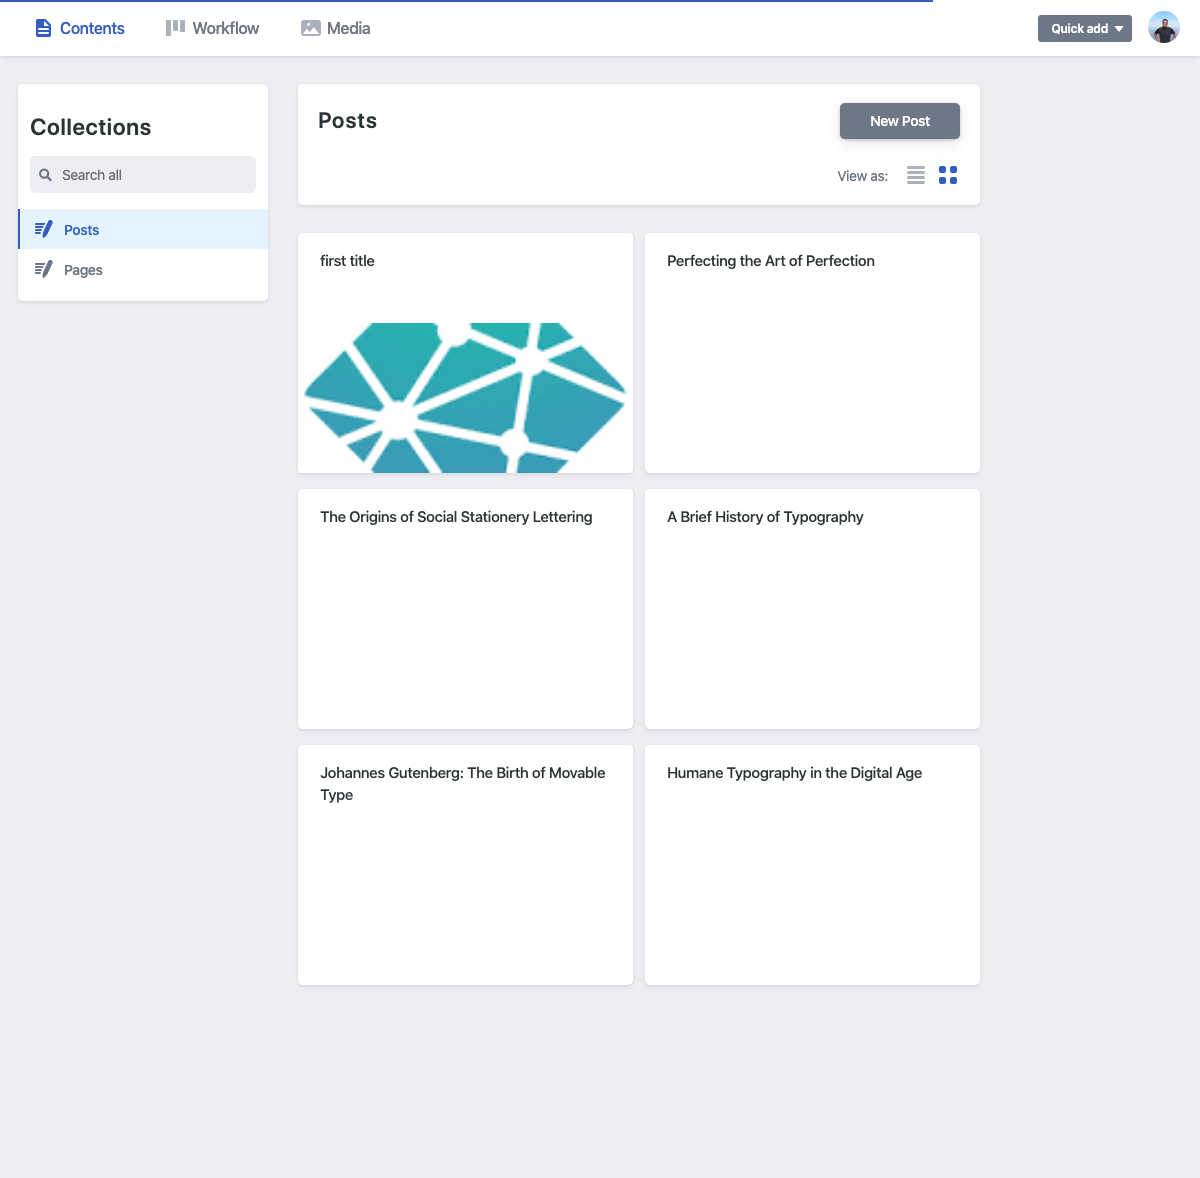 Contents
Workflow
Media
Quick add
Collections
Search all
Posts
Pages
Posts
New Post
View as:
first title
Perfecting the Art of Perfection
The Origins of Social Stationery Lettering
A Brief History of Typography
Johannes Gutenberg: The Birth of Movable
Type
Humane Typography in the Digital Age